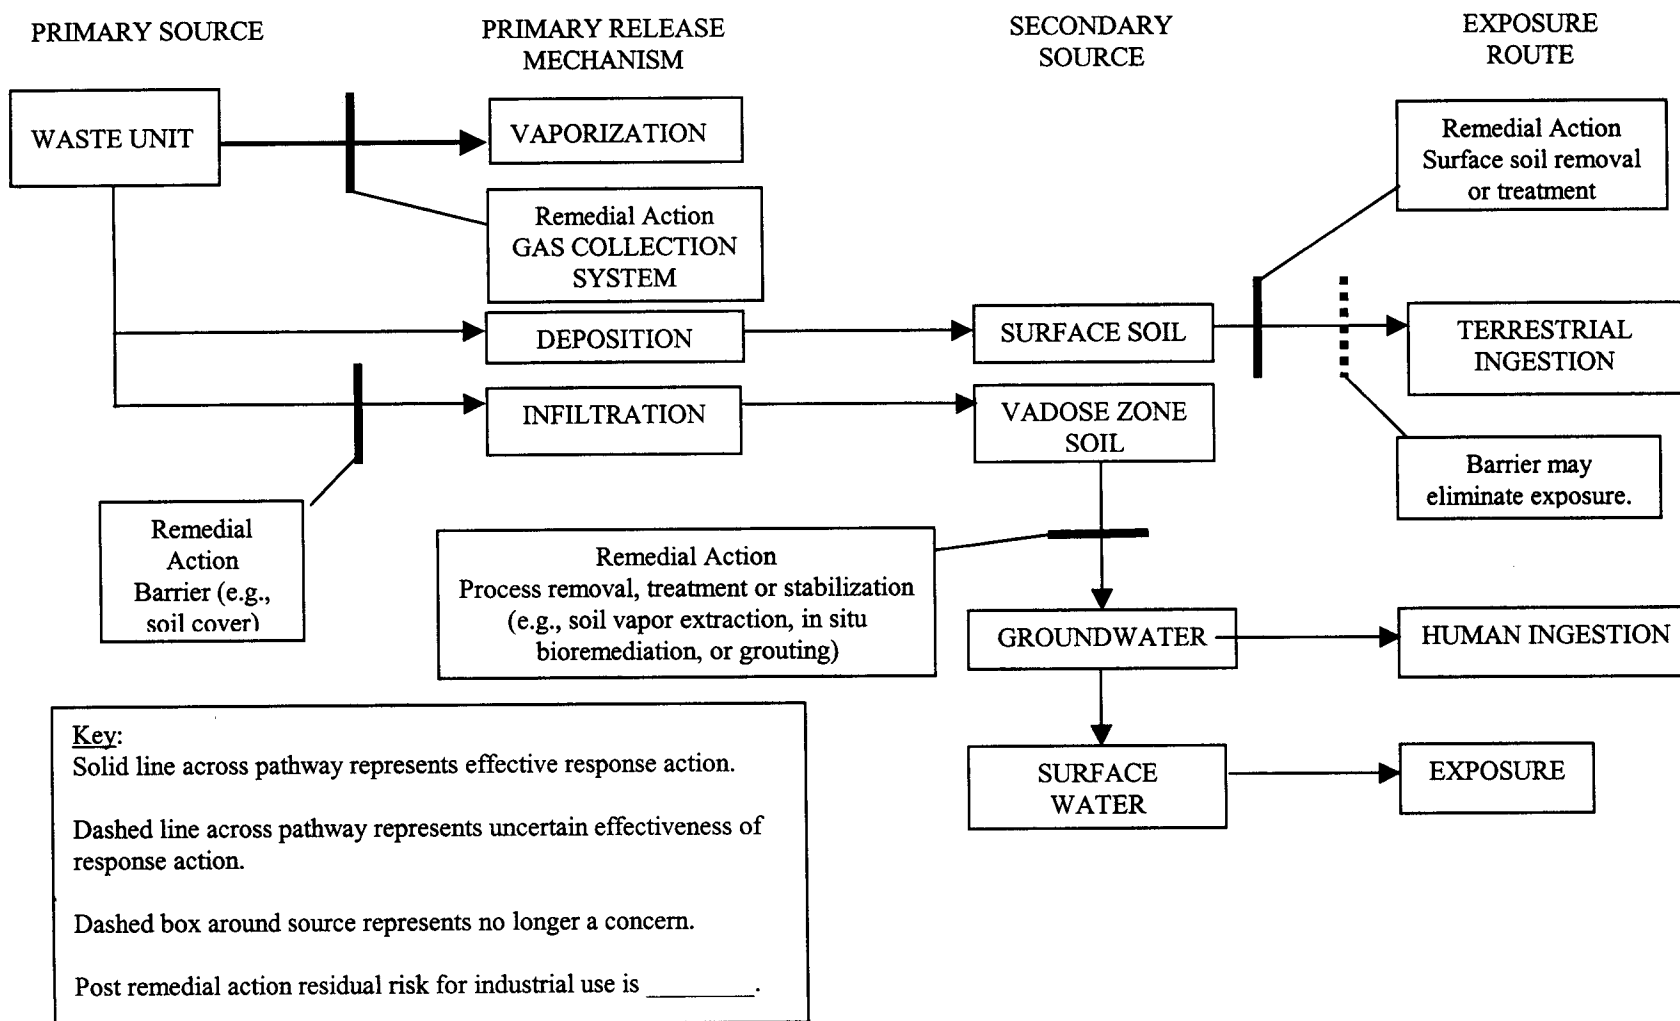 PRIMARY SOURCE
PRIMARY RELEASE
MECHANISM
SECONDARY
SOURCE
EXPOSURE
ROUTE
WASTE UNIT
VAPORIZATION
Remedial Action
Surface soil removal
or treatment
Remedial Action
GAS COLLECTION
SYSTEM
DEPOSITION
SURFACE SOIL
TERRESTRIAL
INGESTION
INFILTRATION
VADOSE ZONE
SOIL
Barrier may
eliminate exposure.
Remedial
Action
Barrier (e.g.,
soil cover)
Remedial Action
Process removal, treatment or stabilization
(e.g., soil vapor extraction, in situ
bioremediation, or grouting)
GROUNDWATER
HUMAN INGESTION
SURFACE
WATER
EXPOSURE
Key:
Solid line across pathway represents effective response action.
Dashed line across pathway represents uncertain effectiveness of
response action.
Dashed box around source represents no longer a concern.
Post remedial action residual risk for industrial use is _________.